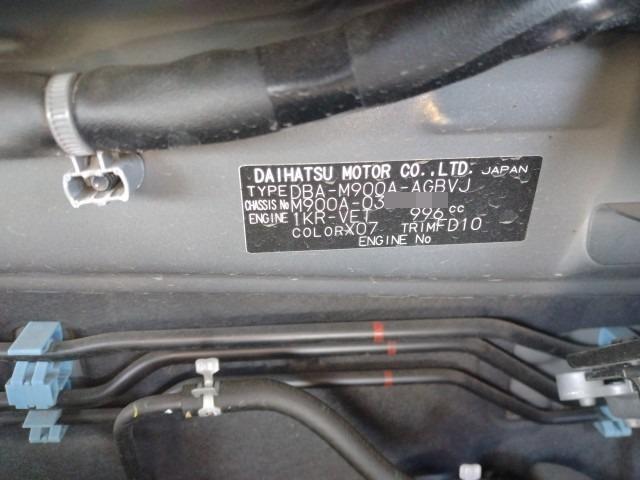 DAIHATSU MOTOR CO.,LTD. JAPAN
TYPE DBA-M900A-AGBVJ
CHASSIS No M900A-03
ENGINE 1KR-VET 996 cc
COLOR X07 TRIM FD10
ENGINE No